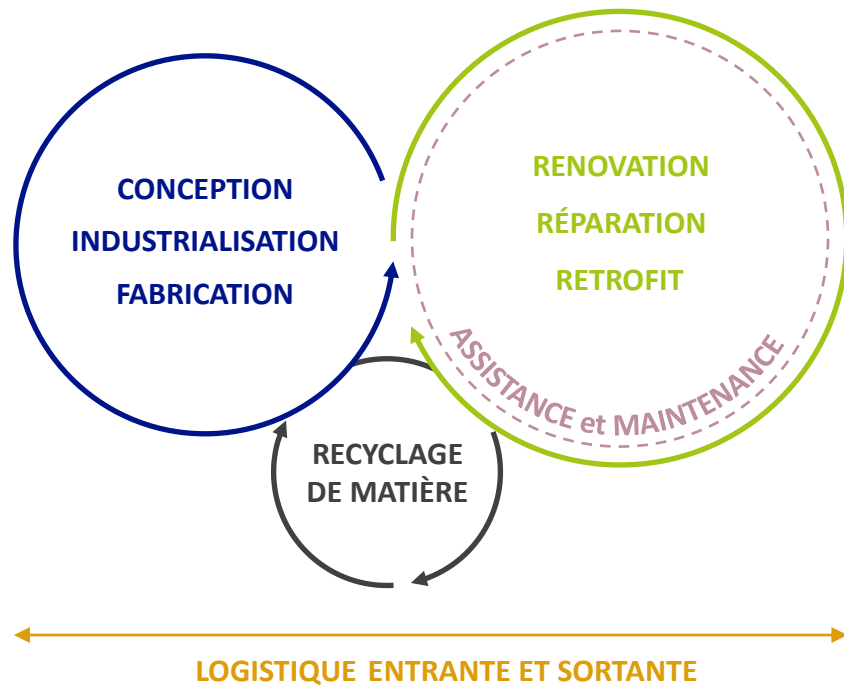 CONCEPTION
INDUSTRIALISATION
FABRICATION
RENOVATION
RÉPARATION
RETROFIT
ASSISTANCE et MAINTENANCE
RECYCLAGE
DE MATIÈRE
LOGISTIQUE ENTRANTE ET SORTANTE